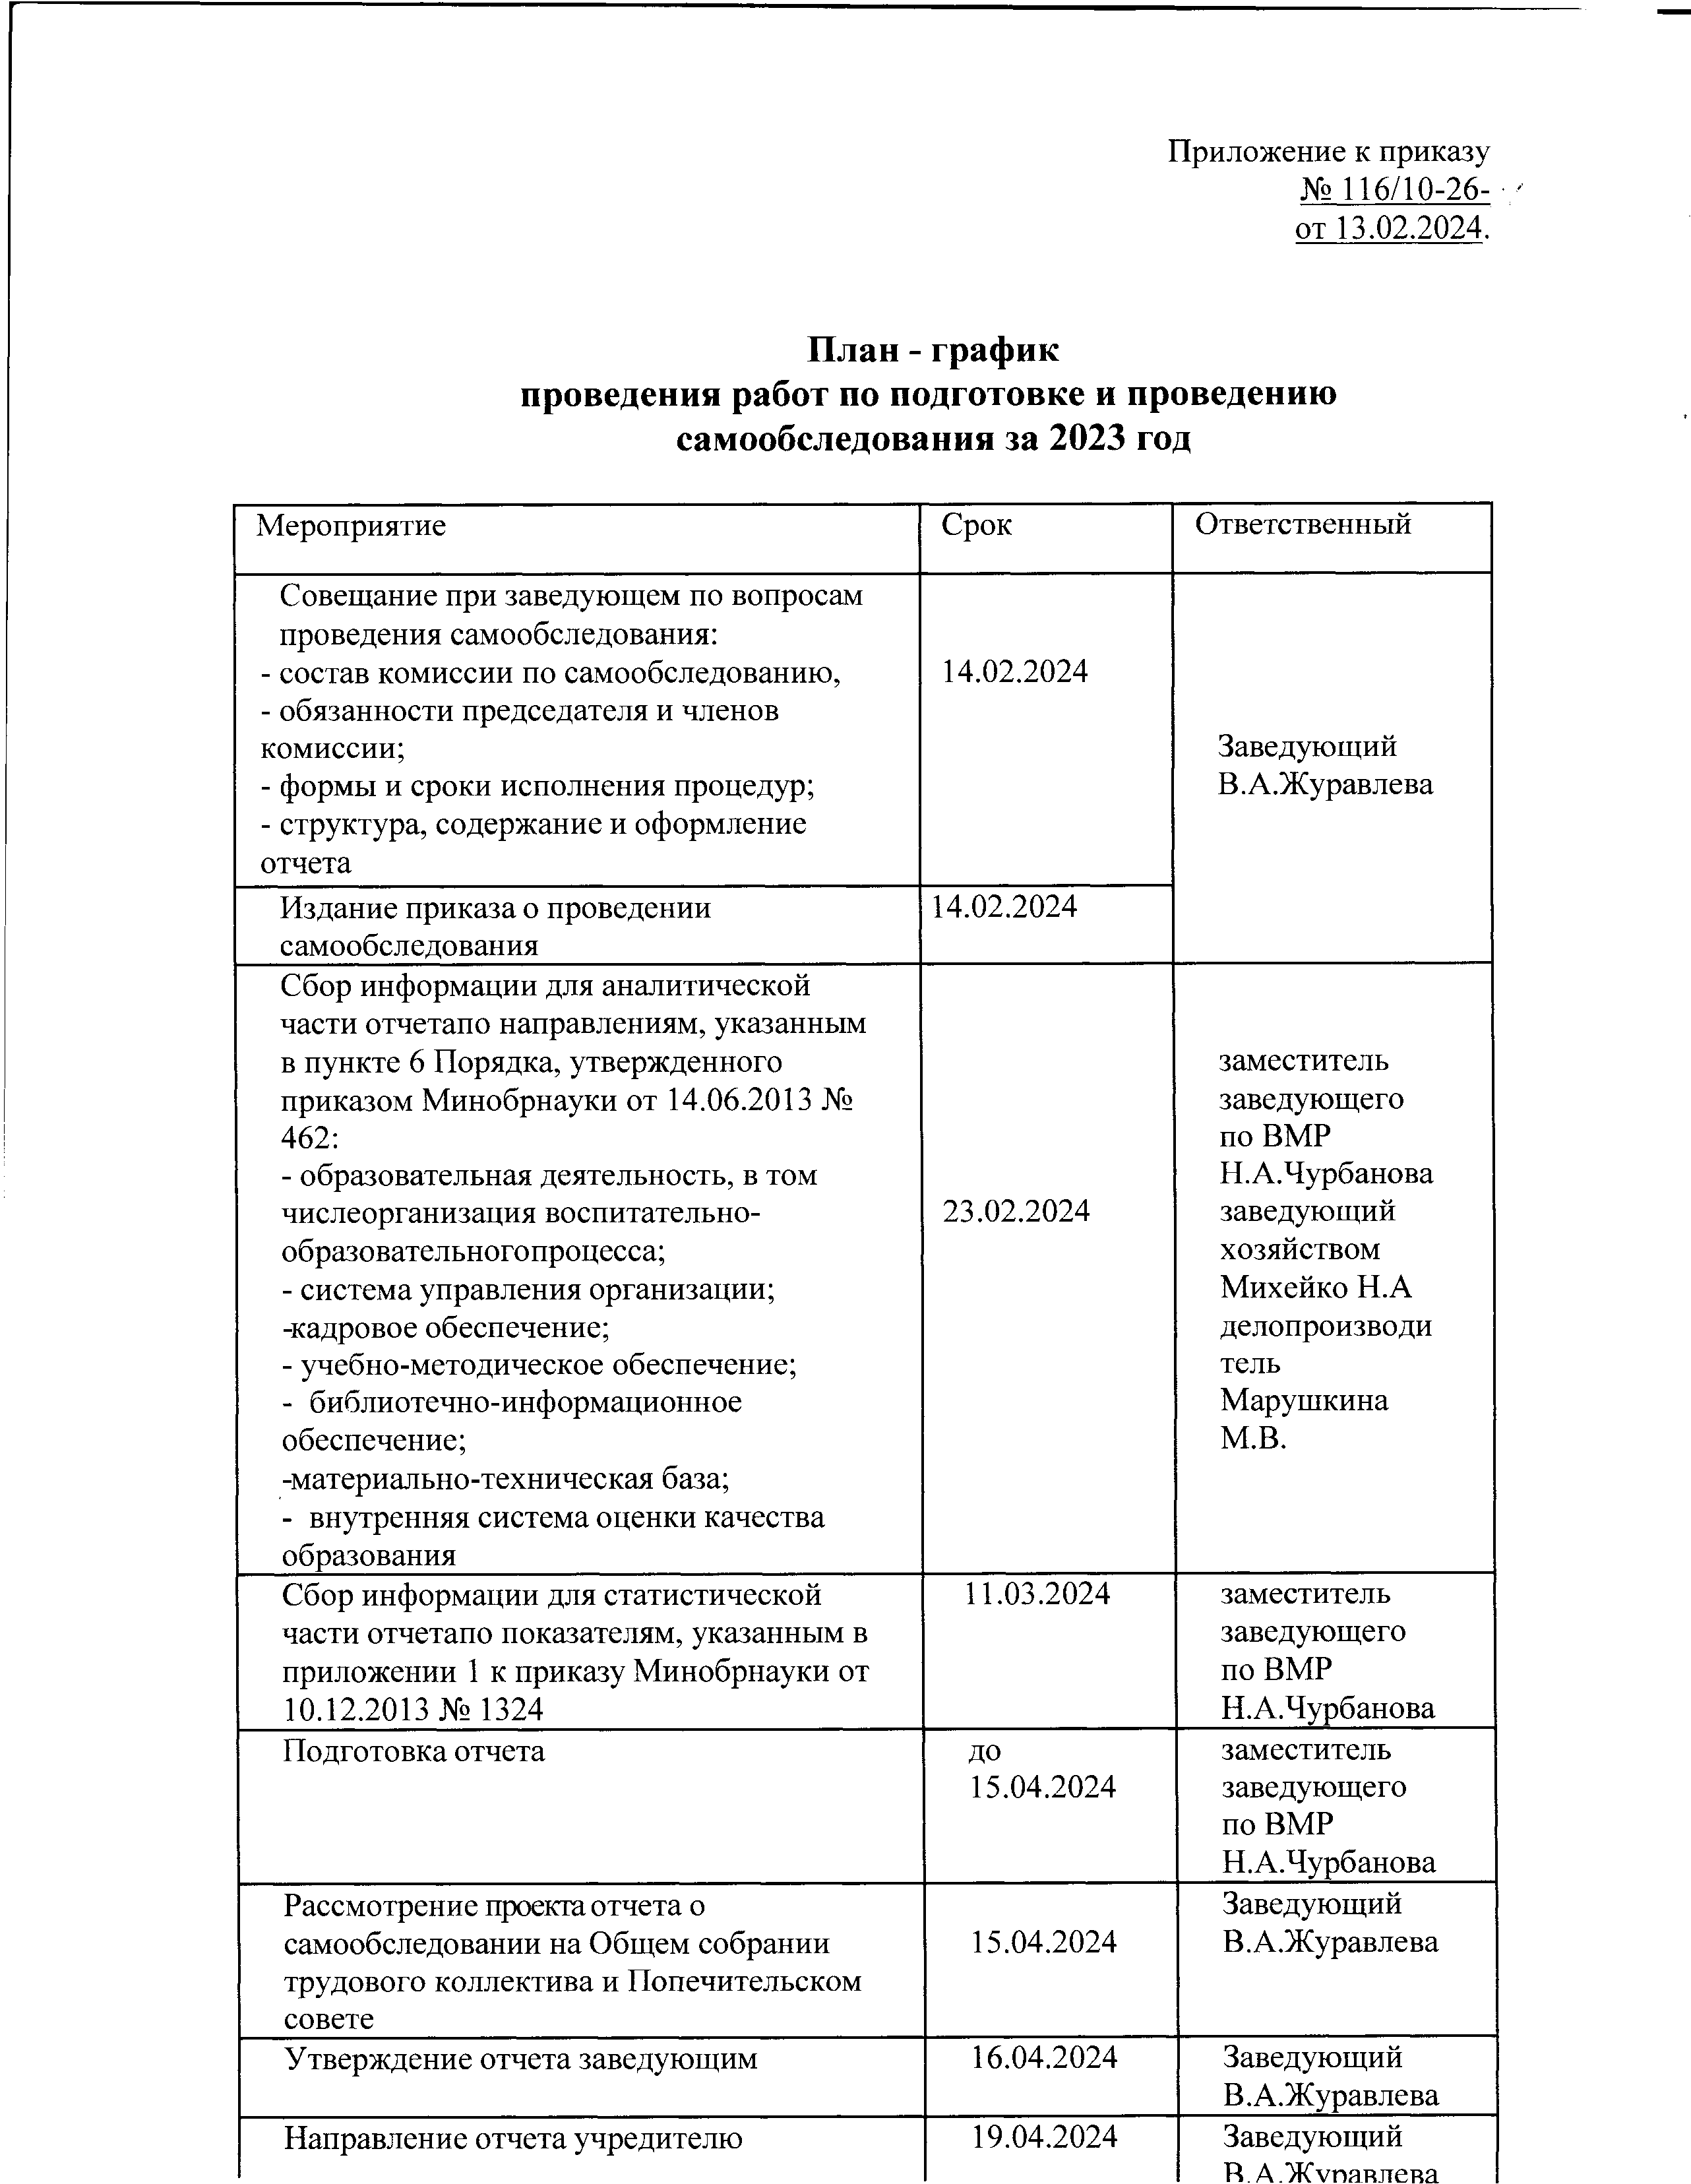 Приложение к приказу
№ 116/10-26-
от 13.02.2024.
План - график
проведения работ по подготовке и проведению
самообследования за 2023 год
Мероприятие
Срок
Ответственный
Совещание при заведующем по вопросам
проведения самообследования:
- состав комиссии по самообследованию,
- обязанности председателя и членов
комиссии;
- формы и сроки исполнения процедур;
- структура, содержание и оформление
отчета
14.02.2024
Заведующий
В.А.Журавлева
Издание приказа о проведении
самообследования
14.02.2024
Сбор информации для аналитической
части отчетапо направлениям, указанным
в пункте 6 Порядка, утвержденного
приказом Минобрнауки от 14.06.2013 №
462:
- образовательная деятельность, в том
числеорганизация воспитательно-
образовательногопроцесса;
- система управления организации;
-кадровое обеспечение;
- учебно-методическое обеспечение;
- библиотечно-информационное
обеспечение;
-материально-техническая база;
- внутренняя система оценки качества
образования
23.02.2024
заместитель
заведующего
по ВМР
Н.А.Чурбанова
заведующий
хозяйством
Михейко Н.А
делопроизводи
тель
Марушкина
М.В.
Сбор информации для статистической
части отчетапо показателям, указанным в
приложении 1 к приказу Минобрнауки от
10.12.2013 № 1324
11.03.2024
заместитель
заведующего
по ВМР
Н.А.Чурбанова
Подготовка отчета
до
15.04.2024
заместитель
заведующего
по ВМР
Н.А.Чурбанова
Рассмотрение проекта отчета о
самообследовании на Общем собрании
трудового коллектива и Попечительском
совете
15.04.2024
Заведующий
В.А.Журавлева
Утверждение отчета заведующим
16.04.2024
Заведующий
В.А.Журавлева
Направление отчета учредителю
19.04.2024
Заведующий
В.А.Журавлева